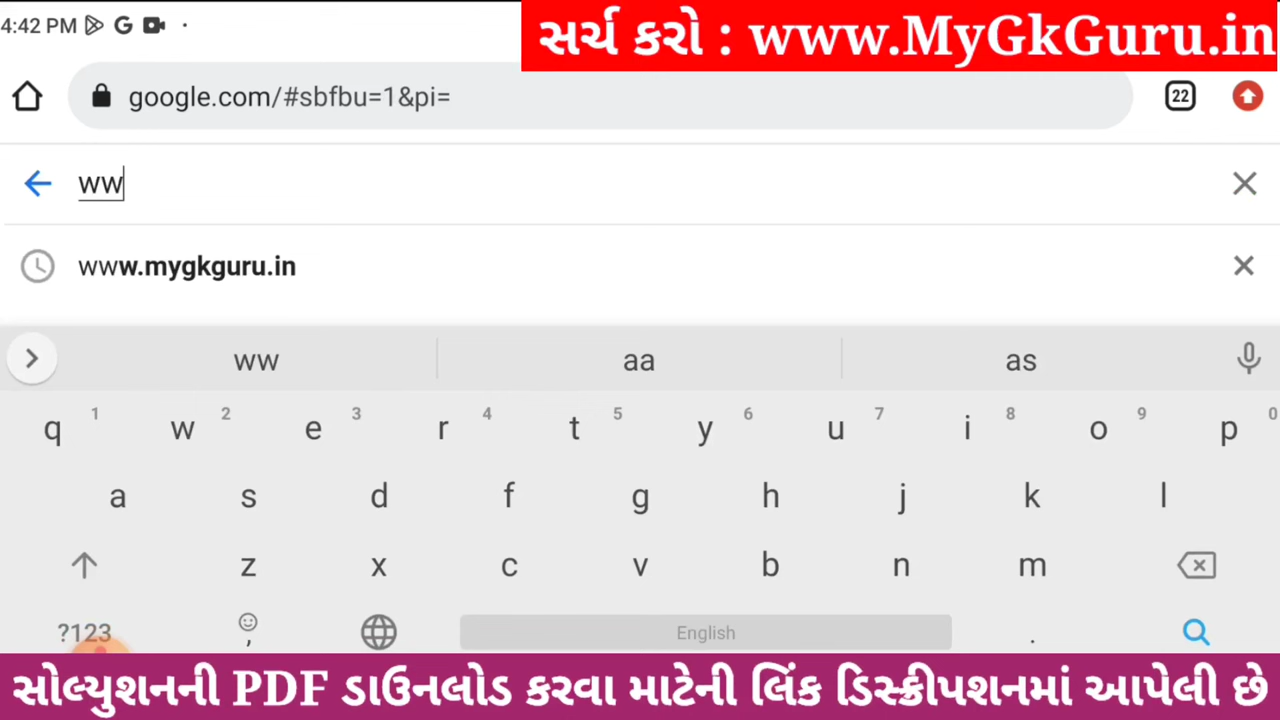 4:42 PM
સર્ચ કરો : www.MyGkGuru.in
google.com/#sbfbu=1&pi=
22
ww
www.mygkguru.in
ww aa as
q 1 w 2 e 3 r 4 t 5 y 6 u 7 i 8 o 9 p 0
a s d f g h j k l
z x c v b n m
?123 , English .
સોલ્યુશનની PDF ડાઉનલોડ કરવા માટેની લિંક ડિસ્ક્રીપશનમાં આપેલી છે